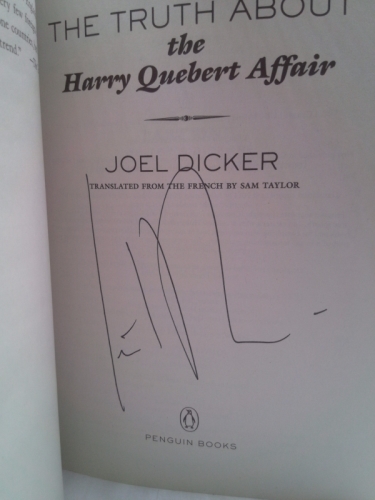 THE TRUTH ABOUT
the
Harry Quebert Affair
JOEL DICKER
TRANSLATED FROM THE FRENCH BY SAM TAYLOR
PENGUIN BOOKS